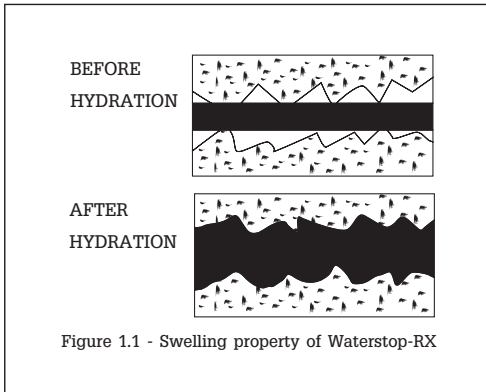 BEFORE
HYDRATION
AFTER
HYDRATION
Figure 1.1 - Swelling property of Waterstop-RX